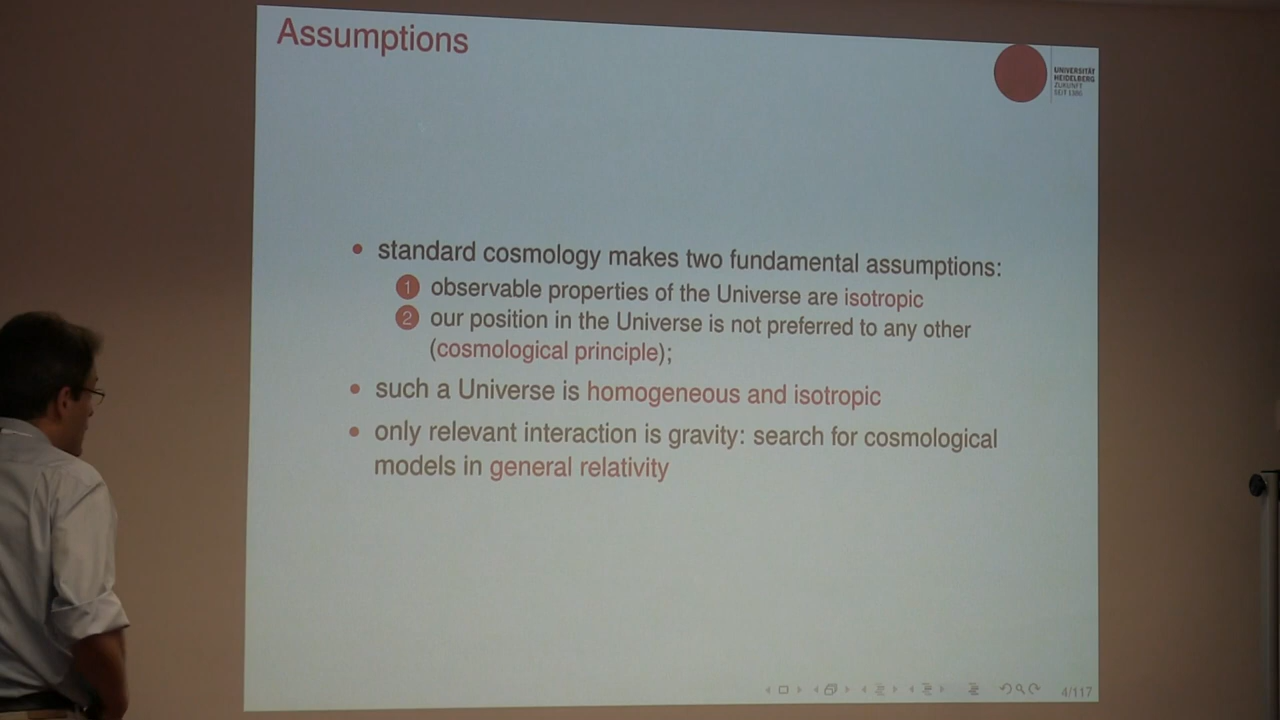 Assumptions
UNIVERSITÄT
HEIDELBERG
ZUKUNFT
SEIT 1386
standard cosmology makes two fundamental assumptions:
1 observable properties of the Universe are isotropic
2 our position in the Universe is not preferred to any other
(cosmological principle);
such a Universe is homogeneous and isotropic
only relevant interaction is gravity: search for cosmological
models in general relativity
4/117